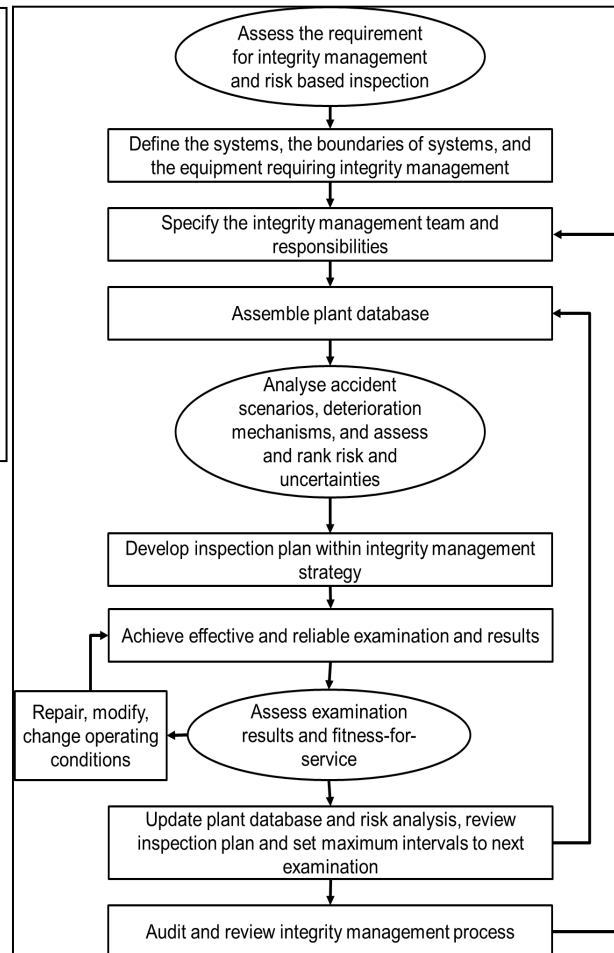 Assess the requirement
for integrity management
and risk based inspection
Define the systems, the boundaries of systems, and
the equipment requiring integrity management
Specify the integrity management team and
responsibilities
Assemble plant database
Analyse accident
scenarios, deterioration
mechanisms, and assess
and rank risk and
uncertainties
Develop inspection plan within integrity management
strategy
Achieve effective and reliable examination and results
Repair, modify,
change operating
conditions
Assess examination
results and fitness-for-
service
Update plant database and risk analysis, review
inspection plan and set maximum intervals to next
examination
Audit and review integrity management process